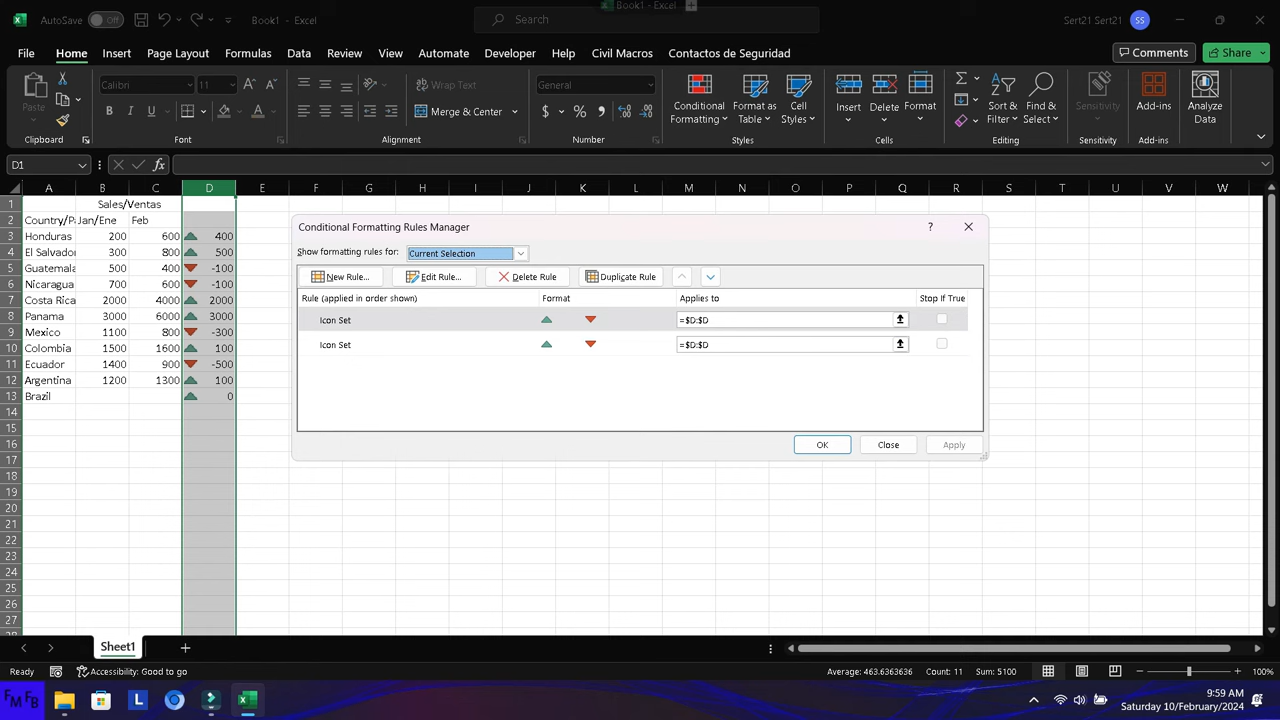 Book1 - Excel
AutoSave Off Book1 - Excel Search Sert21 Sert21 SS
File Home Insert Page Layout Formulas Data Review View Automate Developer Help Civil Macros Contactos de Seguridad Comments Share
Paste Calibri 11 Wrap Text General Conditional Formatting Format as Table Cell Styles Insert Delete Format Sort & Filter Find & Select Sensitivity Add-ins Analyze Data
B I U Merge & Center $ %
Clipboard Font Alignment Number Styles Cells Editing Sensitivity Add-ins
D1 fx
A B C D E F G H I J K L M N O P Q R S T U V W
1 Sales/Ventas
2 Country/Pa Jan/Ene Feb
3 Honduras 200 600 400
4 El Salvador 300 800 500
5 Guatemala 500 400 -100
6 Nicaragua 700 600 -100
7 Costa Rica 2000 4000 2000
8 Panama 3000 6000 3000
9 Mexico 1100 800 -300
10 Colombia 1500 1600 100
11 Ecuador 1400 900 -500
12 Argentina 1200 1300 100
13 Brazil 0
14
15
16
17
18
19
20
21
22
23
24
25
26
27
28
Conditional Formatting Rules Manager ?
Show formatting rules for: Current Selection
New Rule... Edit Rule... Delete Rule Duplicate Rule
Rule (applied in order shown) Format Applies to Stop If True
Icon Set =$D:$D
Icon Set =$D:$D
OK Close Apply
Sheet1
Ready Accessibility: Good to go Average: 463.6363636 Count: 11 Sum: 5100 100%
FMFB L 9:59 AM
Saturday 10/February/2024